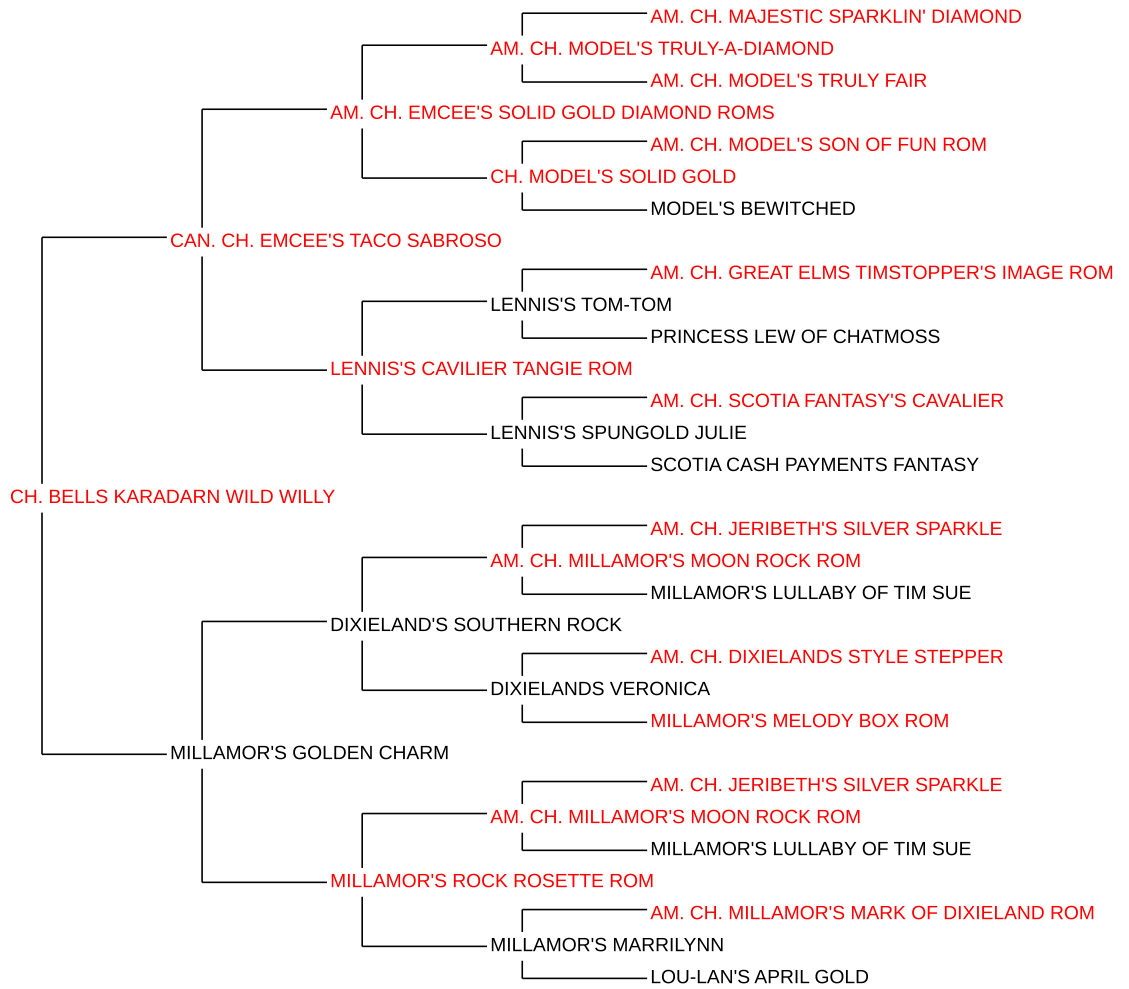 AM. CH. MAJESTIC SPARKLIN' DIAMOND
AM. CH. MODEL'S TRULY-A-DIAMOND
AM. CH. MODEL'S TRULY FAIR
AM. CH. EMCEE'S SOLID GOLD DIAMOND ROMS
AM. CH. MODEL'S SON OF FUN ROM
CH. MODEL'S SOLID GOLD
MODEL'S BEWITCHED
CAN. CH. EMCEE'S TACO SABROSO
AM. CH. GREAT ELMS TIMSTOPPER'S IMAGE ROM
LENNIS'S TOM-TOM
PRINCESS LEW OF CHATMOSS
LENNIS'S CAVILIER TANGIE ROM
AM. CH. SCOTIA FANTASY'S CAVALIER
LENNIS'S SPUNGOLD JULIE
SCOTIA CASH PAYMENTS FANTASY
CH. BELLS KARADARN WILD WILLY
AM. CH. JERIBETH'S SILVER SPARKLE
AM. CH. MILLAMOR'S MOON ROCK ROM
MILLAMOR'S LULLABY OF TIM SUE
DIXIELAND'S SOUTHERN ROCK
AM. CH. DIXIELANDS STYLE STEPPER
DIXIELANDS VERONICA
MILLAMOR'S MELODY BOX ROM
MILLAMOR'S GOLDEN CHARM
AM. CH. JERIBETH'S SILVER SPARKLE
AM. CH. MILLAMOR'S MOON ROCK ROM
MILLAMOR'S LULLABY OF TIM SUE
MILLAMOR'S ROCK ROSETTE ROM
AM. CH. MILLAMOR'S MARK OF DIXIELAND ROM
MILLAMOR'S MARRILYNN
LOU-LAN'S APRIL GOLD